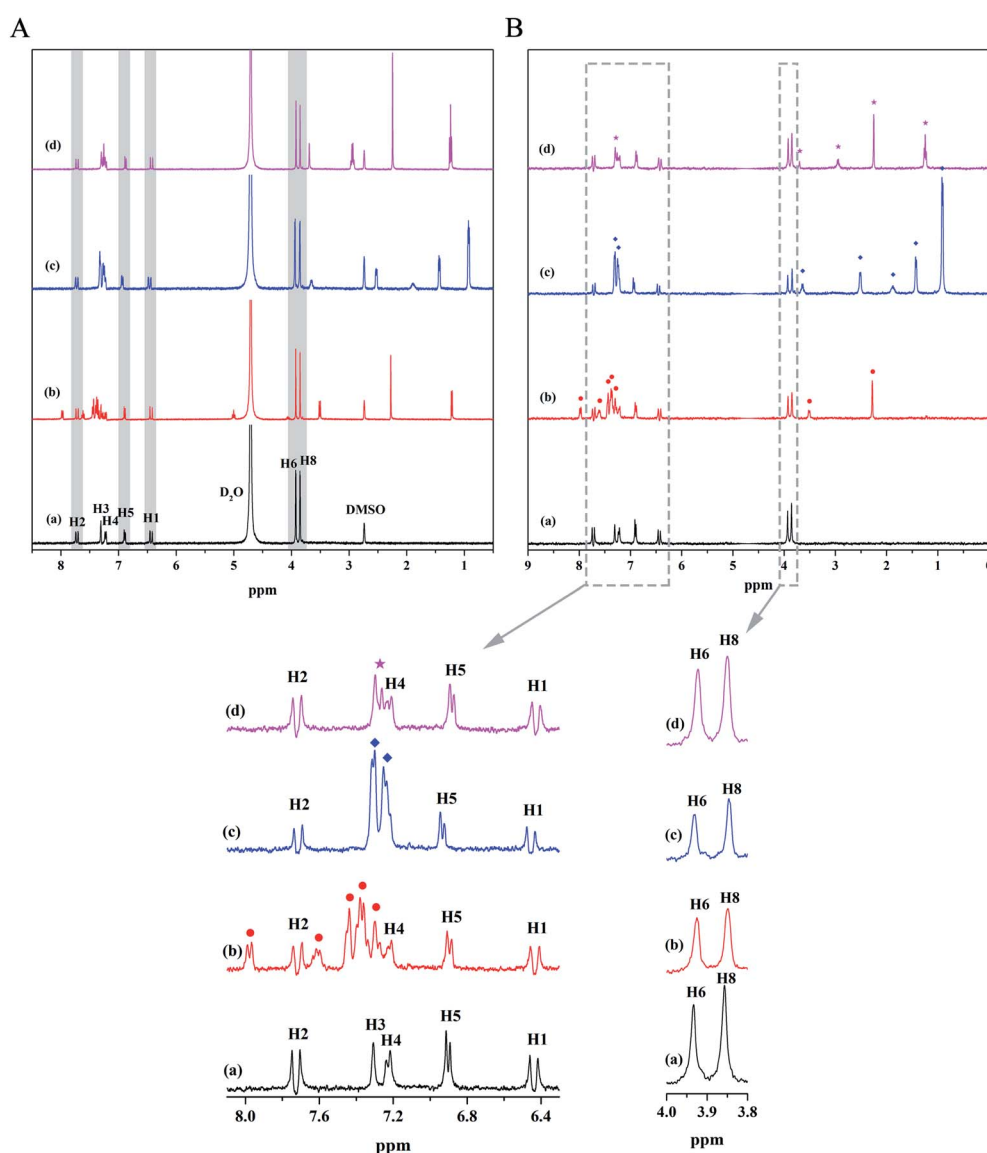 A
B
(d)
(c)
(b)
(a)
H2
H3
H4
H5
H1
D₂O
H6
H8
DMSO
8 7 6 5 4 3 2 1
ppm
(d)
(c)
(b)
(a)
9 8 7 6 5 4 3 2 1 0
ppm
(d) H2 H4 H5 H1
(c) H2 H5 H1
(b) H2 H4 H5 H1
(a) H2 H3 H4 H5 H1
8.0 7.6 7.2 6.8 6.4
ppm
H6 H8
(d)
H6 H8
(c)
H6 H8
(b)
H6 H8
(a)
4.0 3.9 3.8
ppm